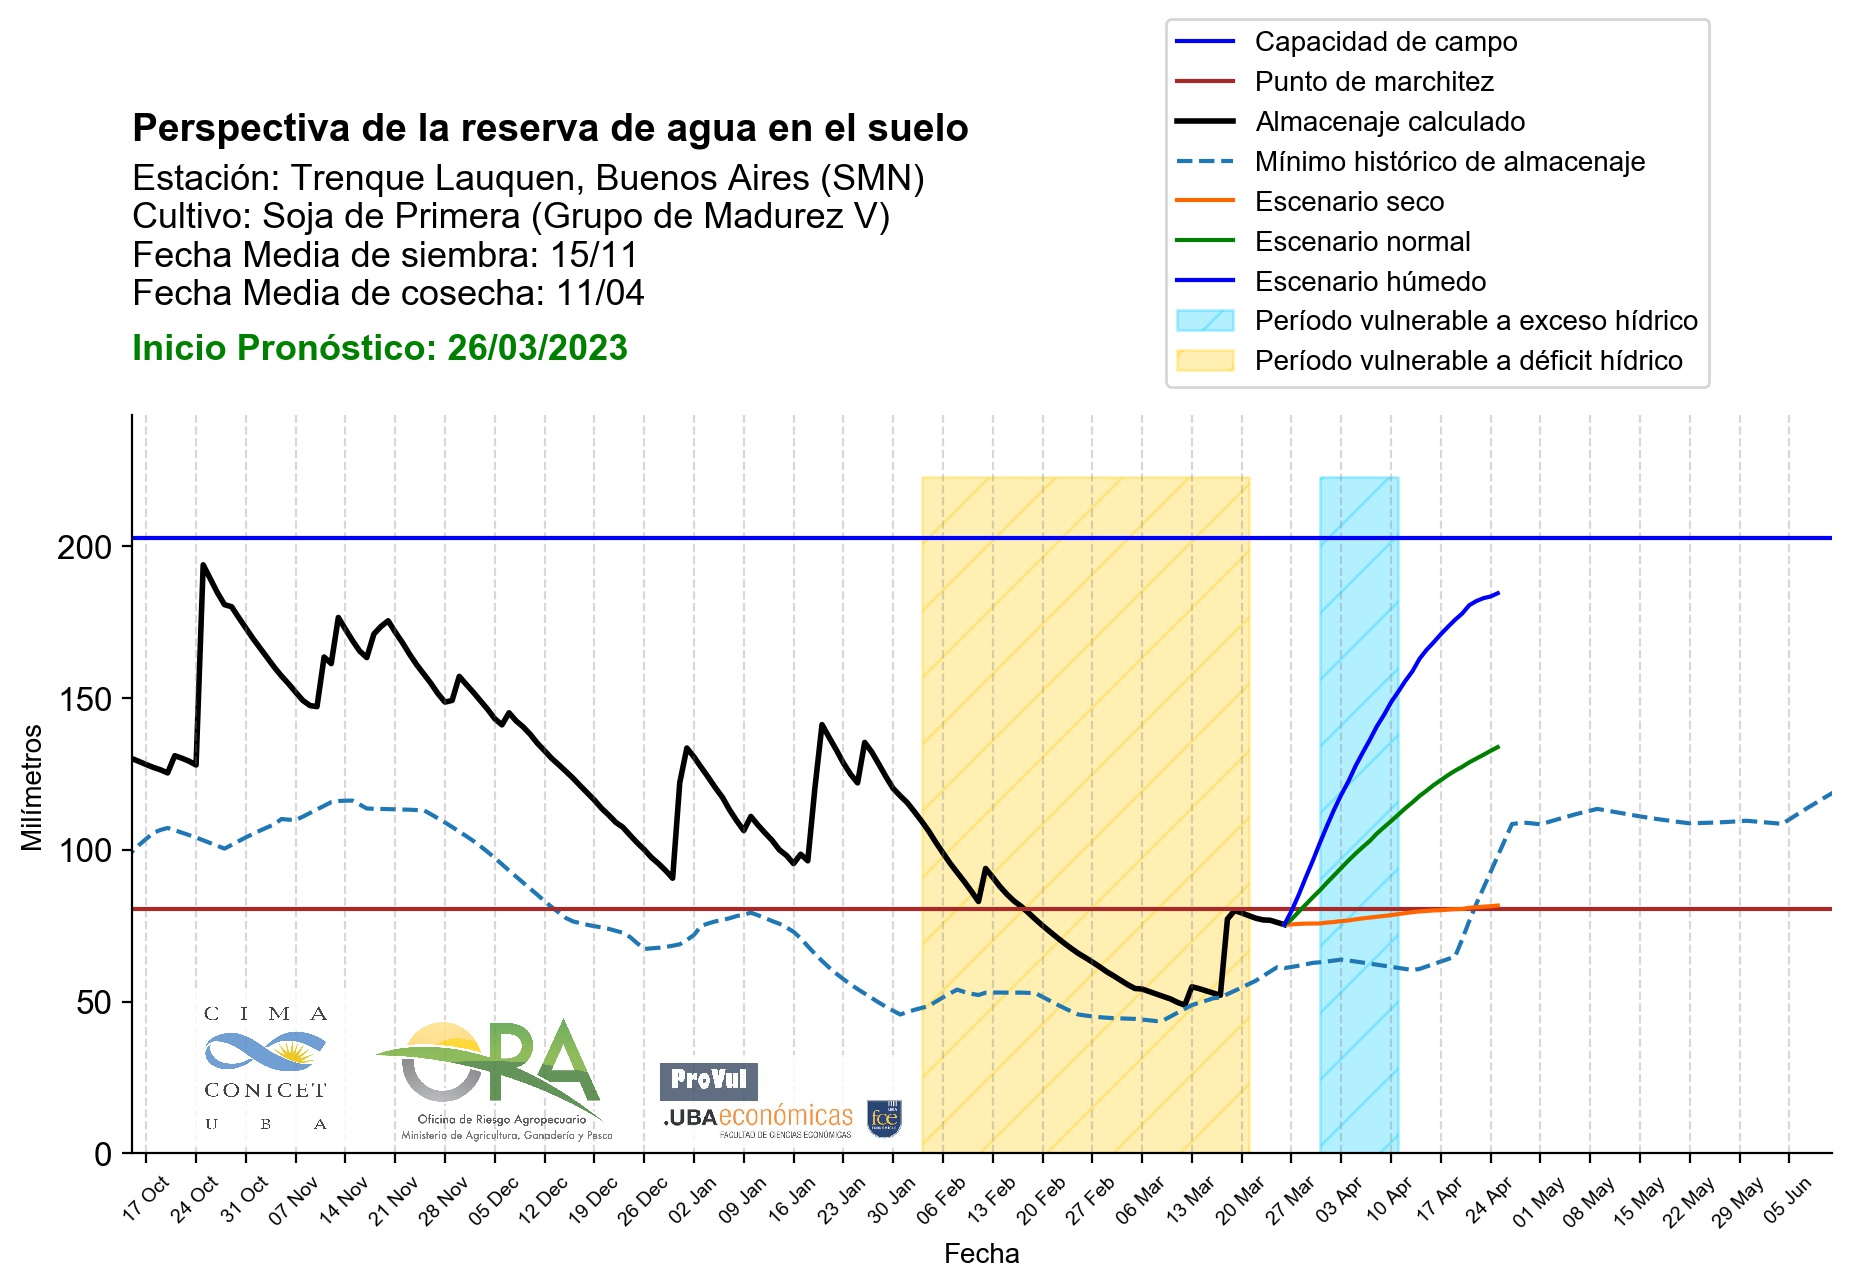 Capacidad de campo
Punto de marchitez
Almacenaje calculado
Mínimo histórico de almacenaje
Escenario seco
Escenario normal
Escenario húmedo
Período vulnerable a exceso hídrico
Período vulnerable a déficit hídrico
Perspectiva de la reserva de agua en el suelo
Estación: Trenque Lauquen, Buenos Aires (SMN)
Cultivo: Soja de Primera (Grupo de Madurez V)
Fecha Media de siembra: 15/11
Fecha Media de cosecha: 11/04
Inicio Pronóstico: 26/03/2023
Milímetros
200
150
100
50
0
C I M A
CONICET
U B A
ORA
Oficina de Riesgo Agropecuario
Ministerio de Agricultura, Ganadería y Pesca
ProVul
.UBAeconómicas
FACULTAD DE CIENCIAS ECONÓMICAS
UBA
fce
ECONÓMICAS
17 Oct 24 Oct 31 Oct 07 Nov 14 Nov 21 Nov 28 Nov 05 Dec 12 Dec 19 Dec 26 Dec 02 Jan 09 Jan 16 Jan 23 Jan 30 Jan 06 Feb 13 Feb 20 Feb 27 Feb 06 Mar 13 Mar 20 Mar 27 Mar 03 Apr 10 Apr 17 Apr 24 Apr 01 May 08 May 15 May 22 May 29 May 05 Jun
Fecha